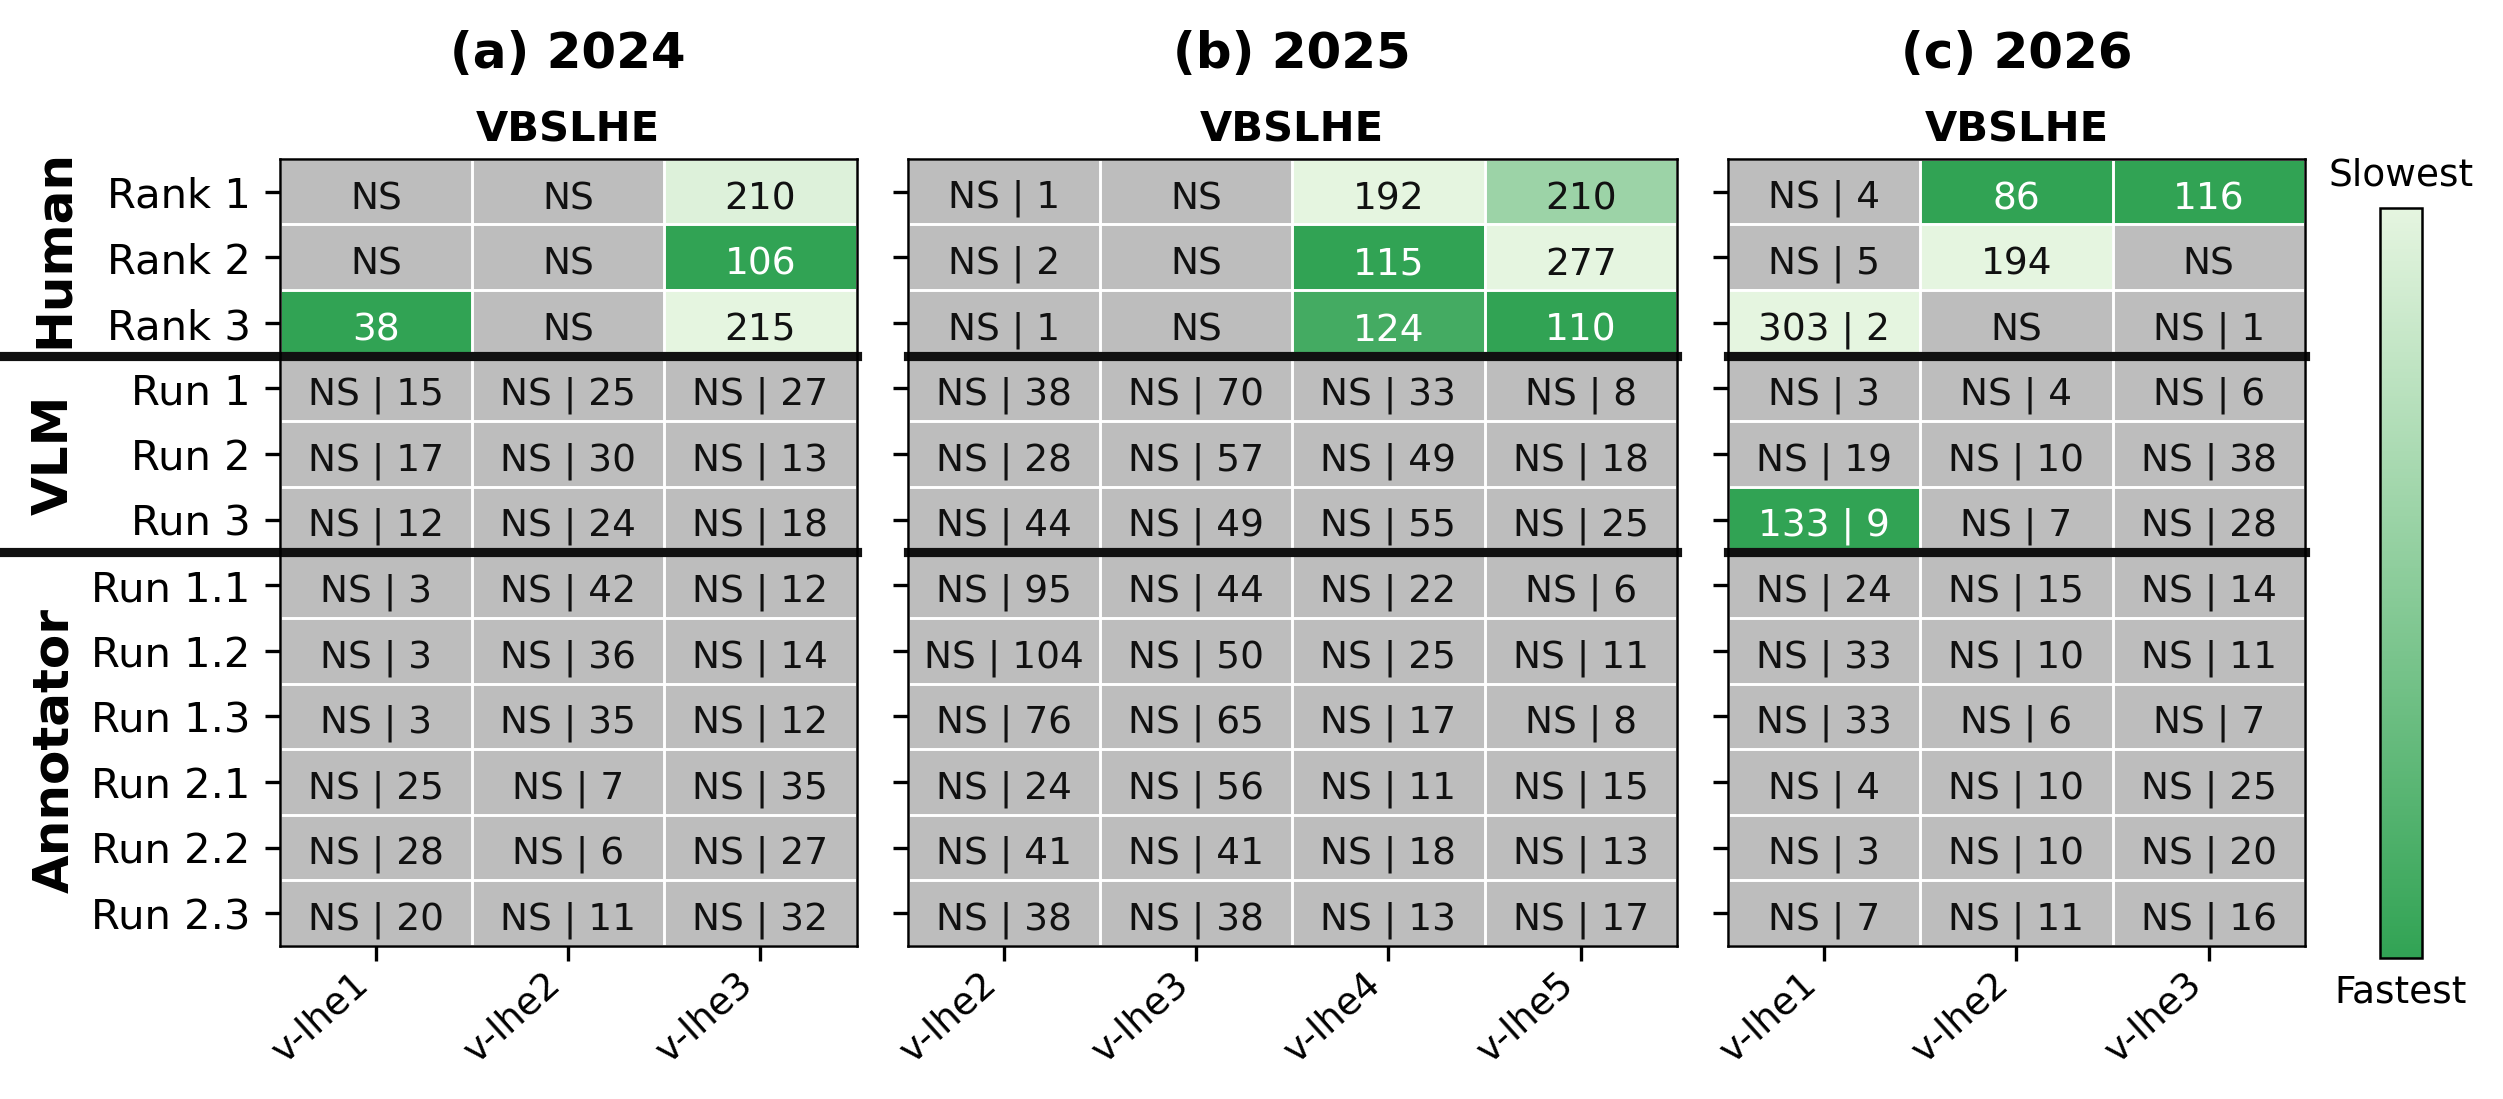 (a) 2024 (b) 2025 (c) 2026
VBSLHE VBSLHE VBSLHE
Human
VLM
Annotator
Slowest
Rank 1 NS NS 210 NS | 1 NS 192 210 NS | 4 86 116
Rank 2 NS NS 106 NS | 2 NS 115 277 NS | 5 194 NS
Rank 3 38 NS 215 NS | 1 NS 124 110 303 | 2 NS NS | 1
Run 1 NS | 15 NS | 25 NS | 27 NS | 38 NS | 70 NS | 33 NS | 8 NS | 3 NS | 4 NS | 6
Run 2 NS | 17 NS | 30 NS | 13 NS | 28 NS | 57 NS | 49 NS | 18 NS | 19 NS | 10 NS | 38
Run 3 NS | 12 NS | 24 NS | 18 NS | 44 NS | 49 NS | 55 NS | 25 133 | 9 NS | 7 NS | 28
Run 1.1 NS | 3 NS | 42 NS | 12 NS | 95 NS | 44 NS | 22 NS | 6 NS | 24 NS | 15 NS | 14
Run 1.2 NS | 3 NS | 36 NS | 14 NS | 104 NS | 50 NS | 25 NS | 11 NS | 33 NS | 10 NS | 11
Run 1.3 NS | 3 NS | 35 NS | 12 NS | 76 NS | 65 NS | 17 NS | 8 NS | 33 NS | 6 NS | 7
Run 2.1 NS | 25 NS | 7 NS | 35 NS | 24 NS | 56 NS | 11 NS | 15 NS | 4 NS | 10 NS | 25
Run 2.2 NS | 28 NS | 6 NS | 27 NS | 41 NS | 41 NS | 18 NS | 13 NS | 3 NS | 10 NS | 20
Run 2.3 NS | 20 NS | 11 NS | 32 NS | 38 NS | 38 NS | 13 NS | 17 NS | 7 NS | 11 NS | 16
Fastest
v-lhe1 v-lhe2 v-lhe3 v-lhe2 v-lhe3 v-lhe4 v-lhe5 v-lhe1 v-lhe2 v-lhe3